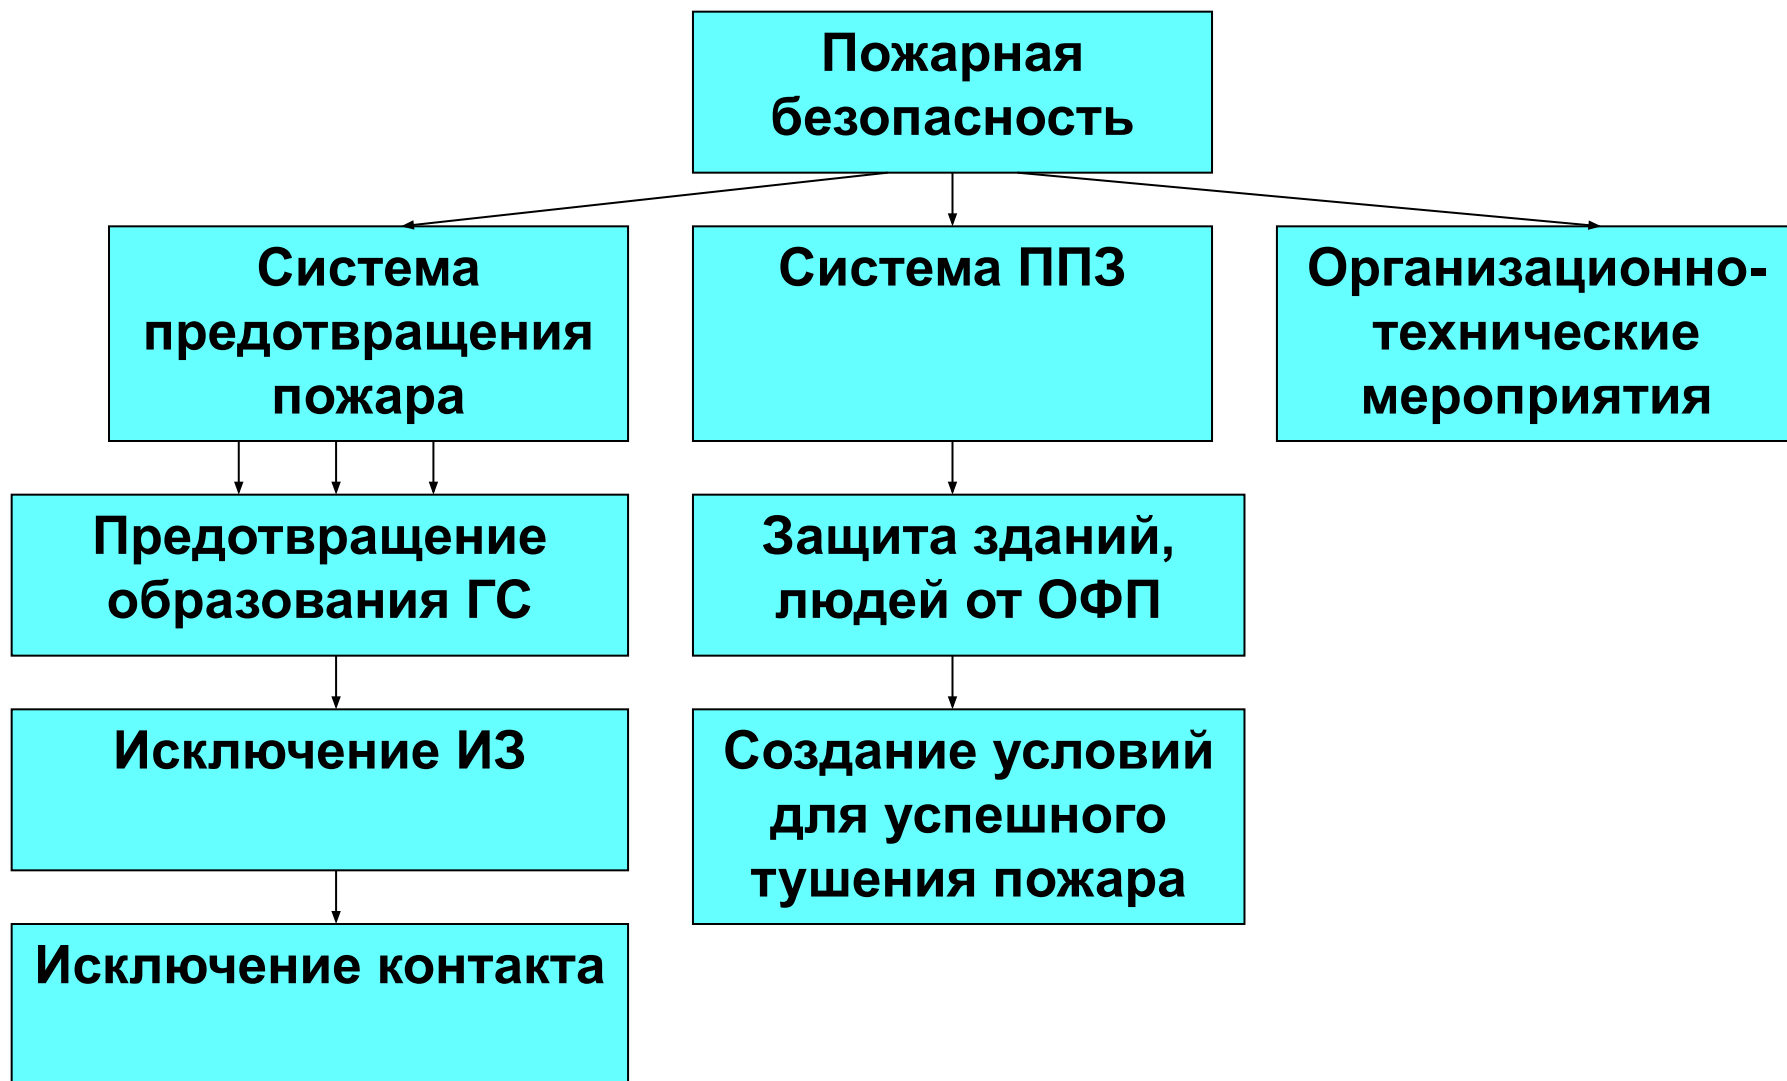 Пожарная
безопасность
Система
предотвращения
пожара
Система ППЗ
Организационно-
технические
мероприятия
Предотвращение
образования ГС
Защита зданий,
людей от ОФП
Исключение ИЗ
Создание условий
для успешного
тушения пожара
Исключение контакта